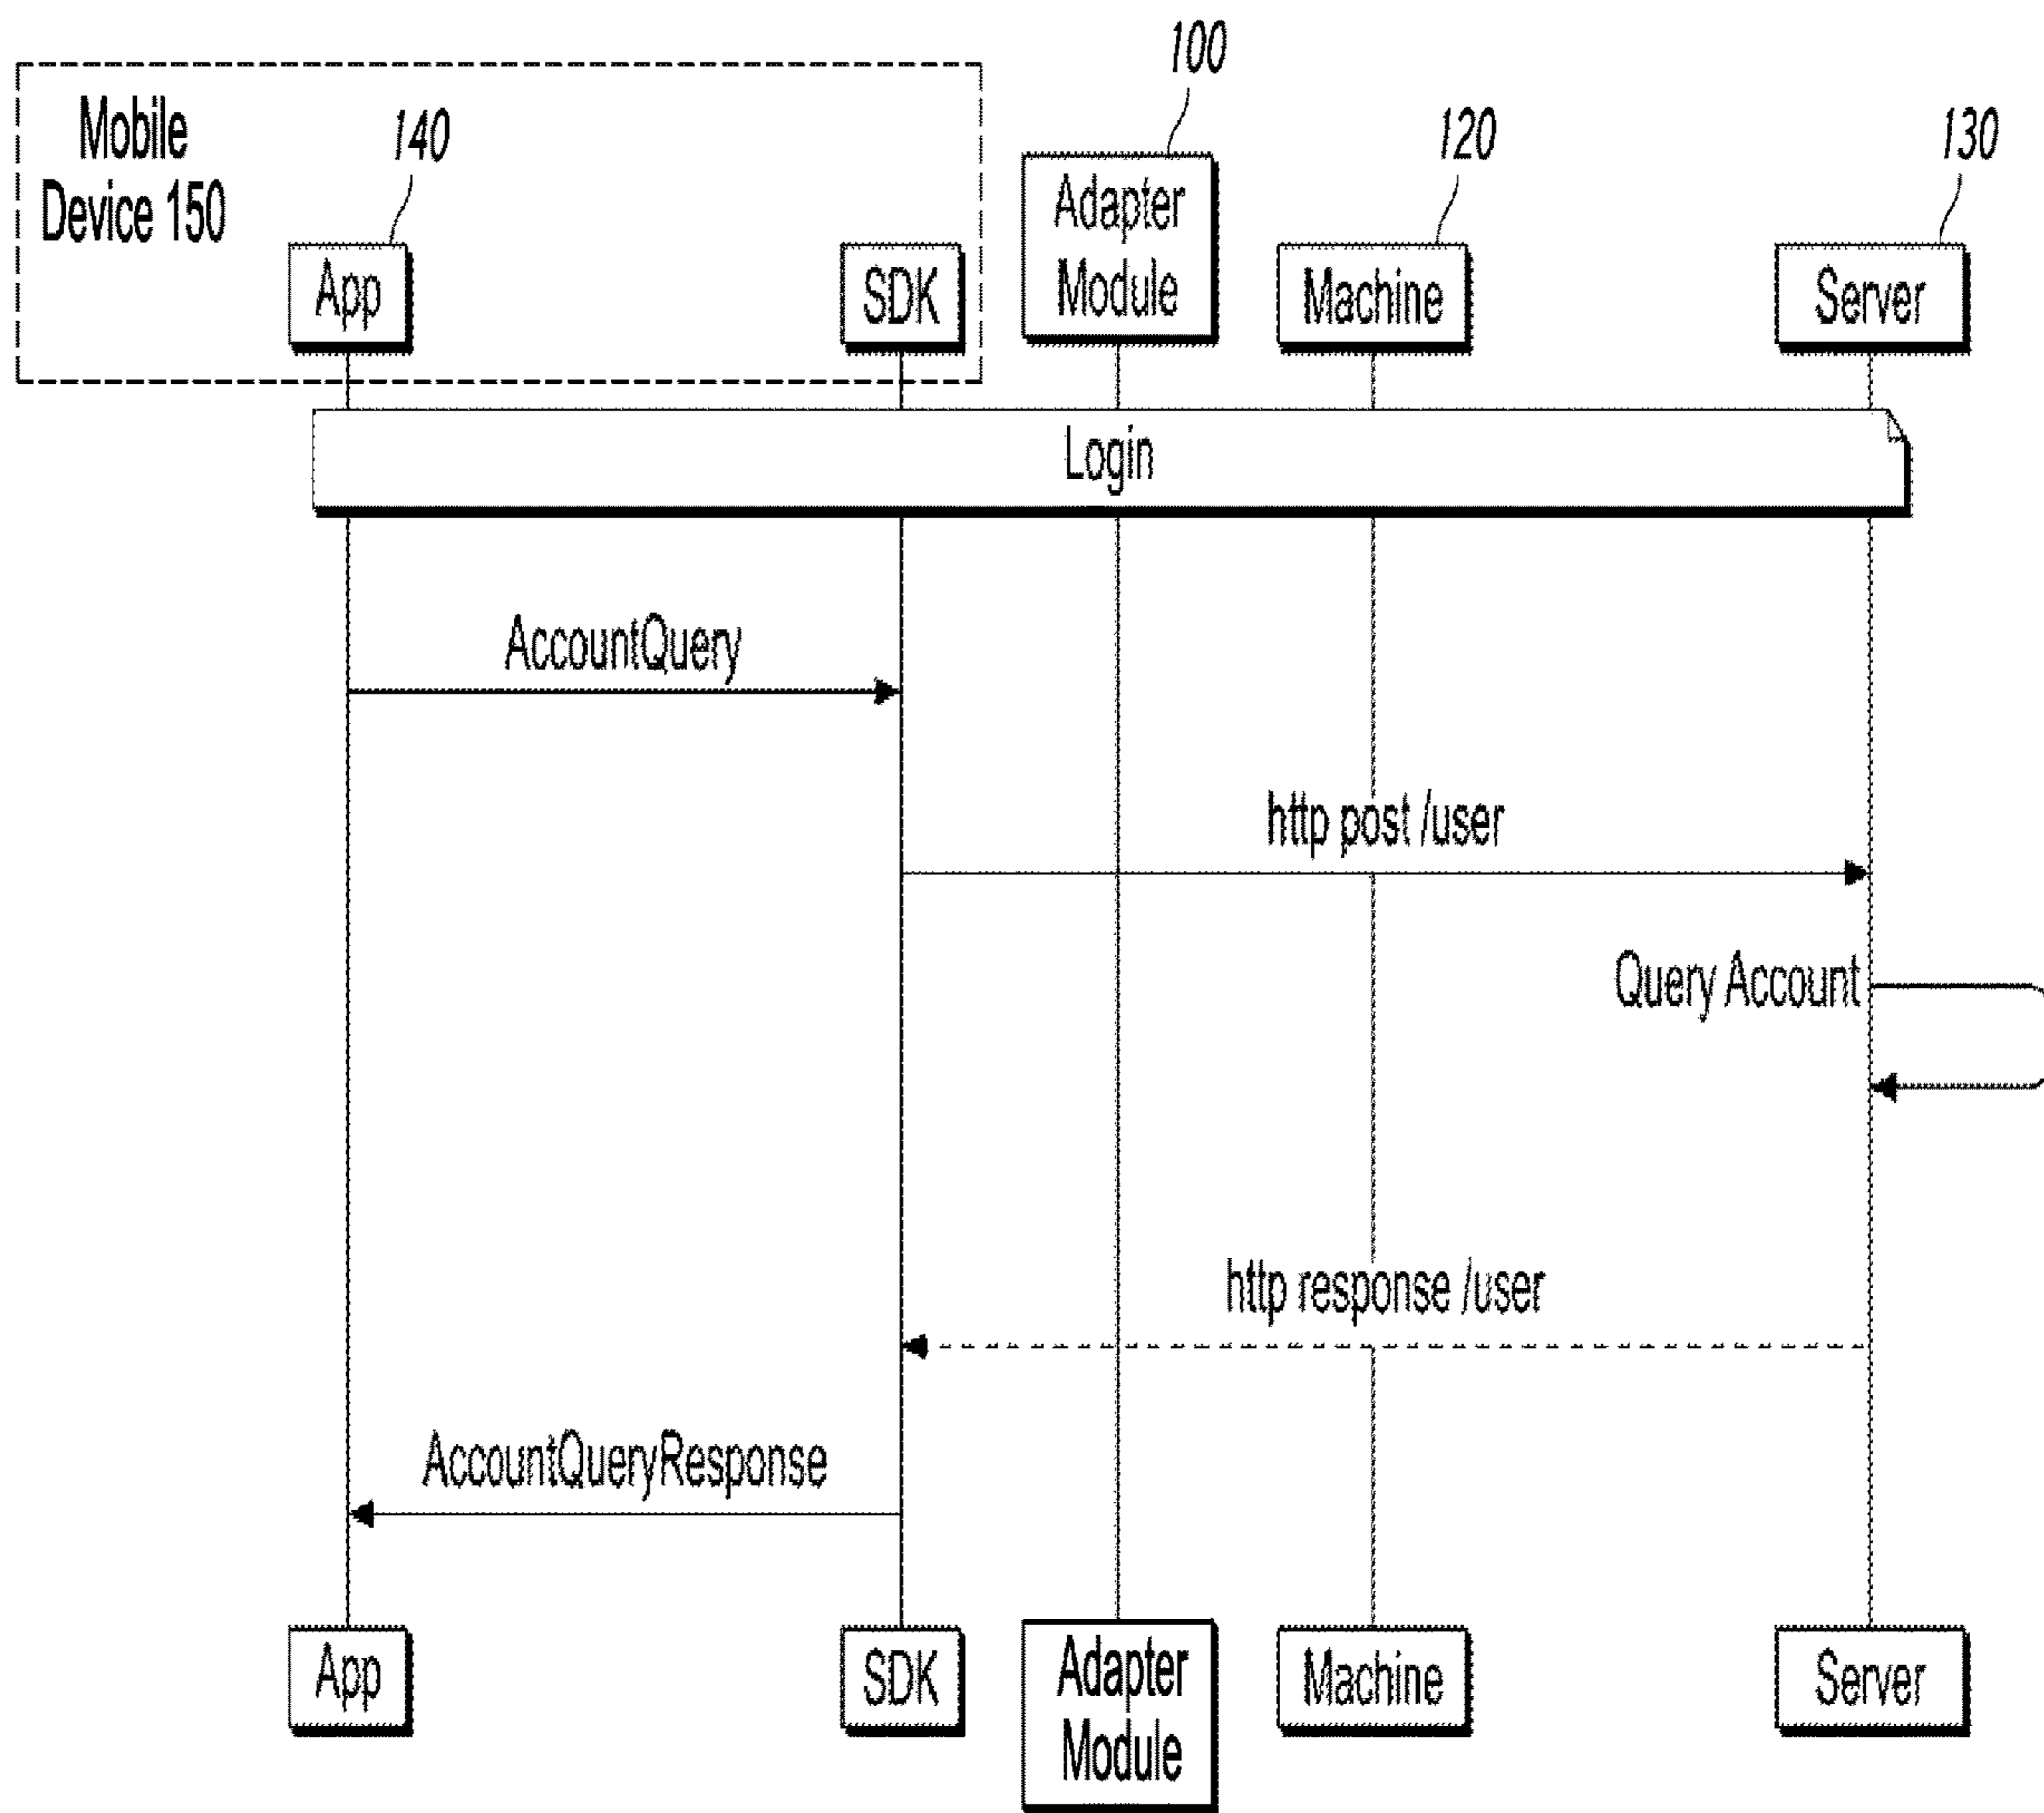 100
Mobile
Device 150
140
120
130
Adapter
Module
App
SDK
Machine
Server
Login
AccountQuery
http post /user
Query Account
http response /user
AccountQueryResponse
App
SDK
Adapter
Module
Machine
Server